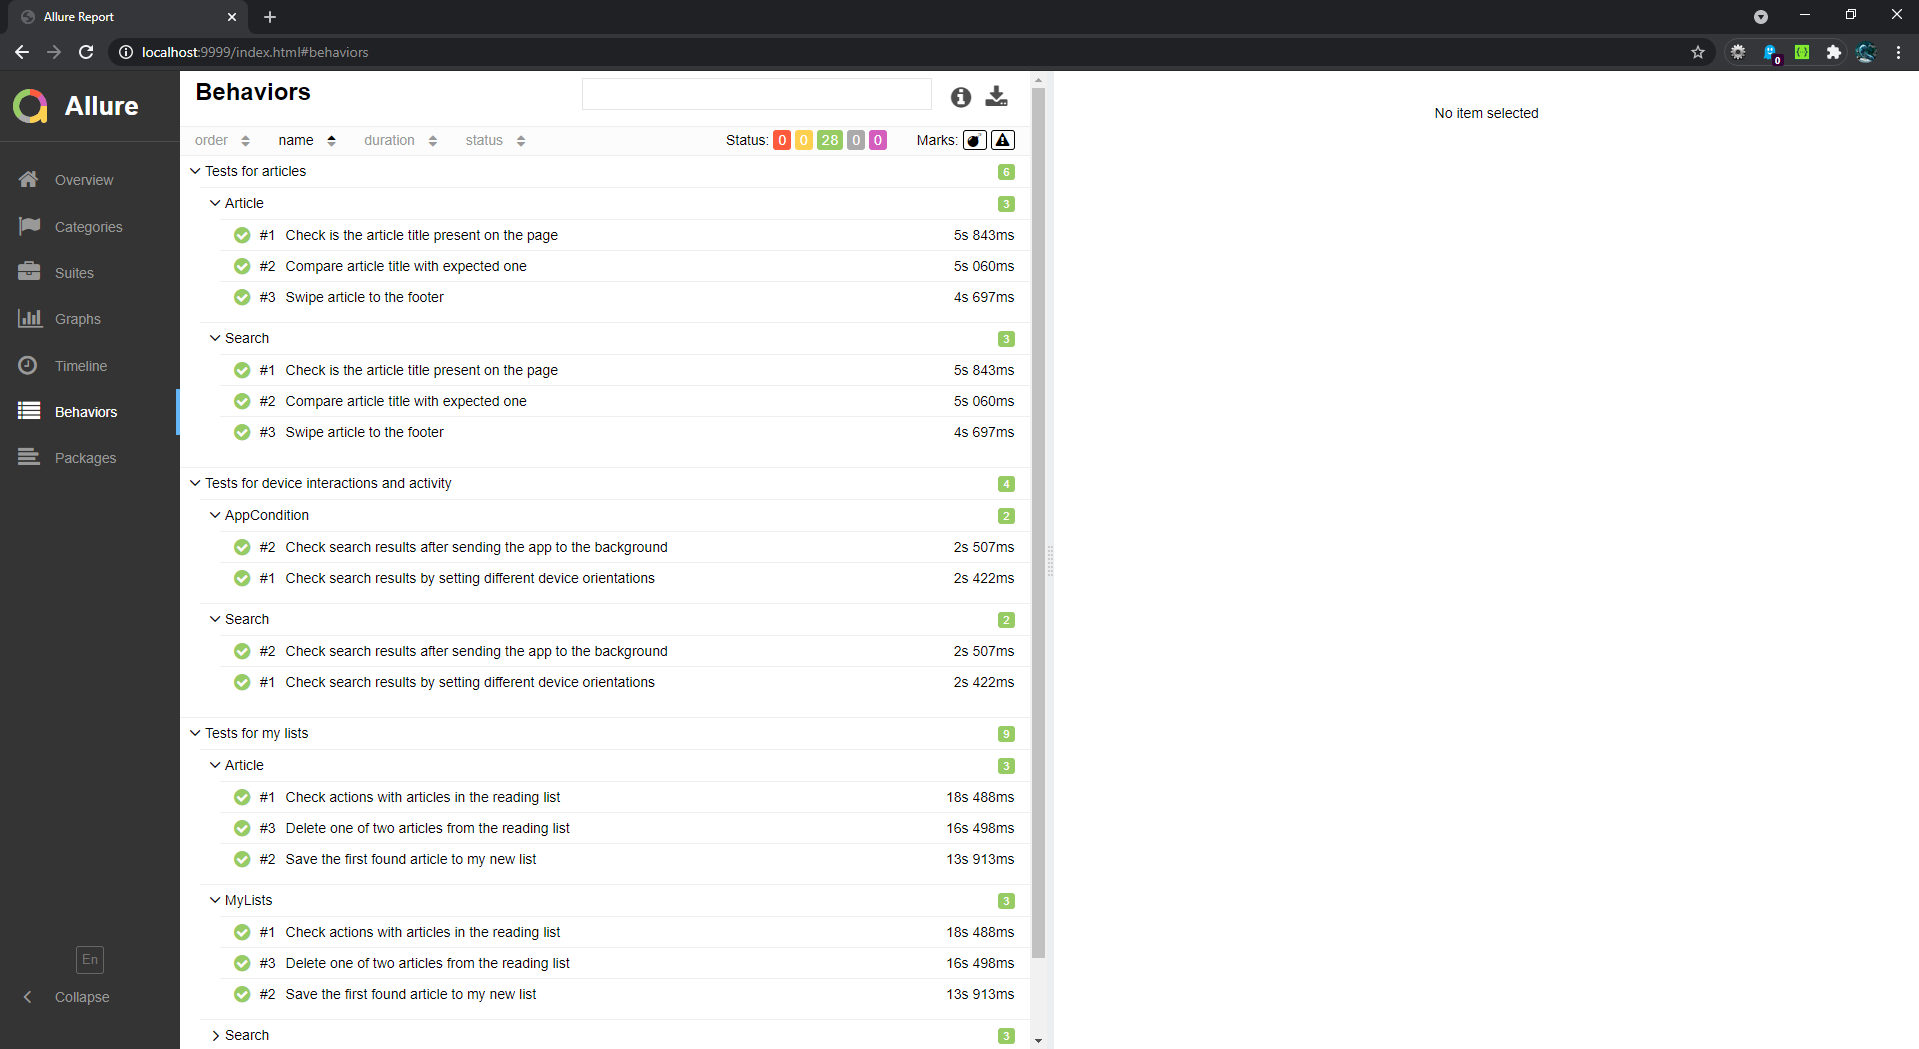 Allure Report
localhost:9999/index.html#behaviors
0
Allure
Behaviors
No item selected
order name duration status Status: 0 0 28 0 0 Marks:
Overview
Categories
Suites
Graphs
Timeline
Behaviors
Packages
En
Collapse
Tests for articles 6
Article 3
#1 Check is the article title present on the page 5s 843ms
#2 Compare article title with expected one 5s 060ms
#3 Swipe article to the footer 4s 697ms
Search 3
#1 Check is the article title present on the page 5s 843ms
#2 Compare article title with expected one 5s 060ms
#3 Swipe article to the footer 4s 697ms
Tests for device interactions and activity 4
AppCondition 2
#2 Check search results after sending the app to the background 2s 507ms
#1 Check search results by setting different device orientations 2s 422ms
Search 2
#2 Check search results after sending the app to the background 2s 507ms
#1 Check search results by setting different device orientations 2s 422ms
Tests for my lists 9
Article 3
#1 Check actions with articles in the reading list 18s 488ms
#3 Delete one of two articles from the reading list 16s 498ms
#2 Save the first found article to my new list 13s 913ms
MyLists 3
#1 Check actions with articles in the reading list 18s 488ms
#3 Delete one of two articles from the reading list 16s 498ms
#2 Save the first found article to my new list 13s 913ms
Search 3